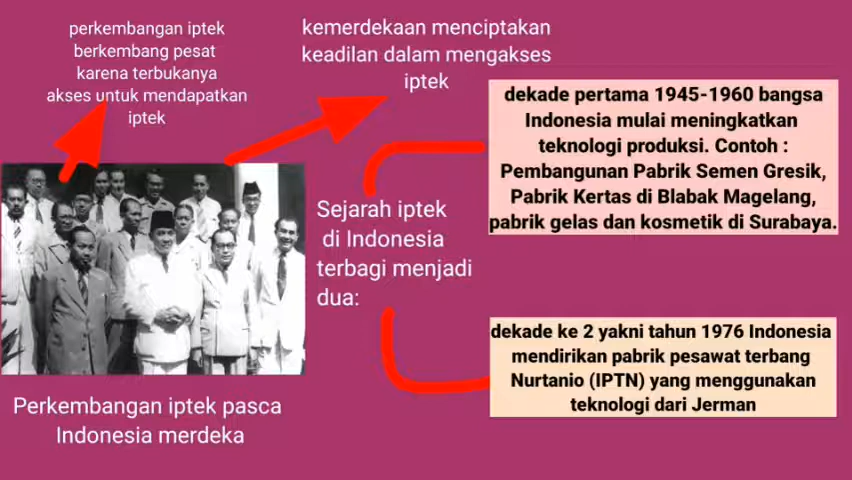 perkembangan iptek
berkembang pesat
karena terbukanya
akses untuk mendapatkan
iptek
kemerdekaan menciptakan
keadilan dalam mengakses
iptek
dekade pertama 1945-1960 bangsa
Indonesia mulai meningkatkan
teknologi produksi. Contoh :
Pembangunan Pabrik Semen Gresik,
Pabrik Kertas di Blabak Magelang,
pabrik gelas dan kosmetik di Surabaya.
Sejarah iptek
di Indonesia
terbagi menjadi
dua:
dekade ke 2 yakni tahun 1976 Indonesia
mendirikan pabrik pesawat terbang
Nurtanio (IPTN) yang menggunakan
teknologi dari Jerman
Perkembangan iptek pasca
Indonesia merdeka